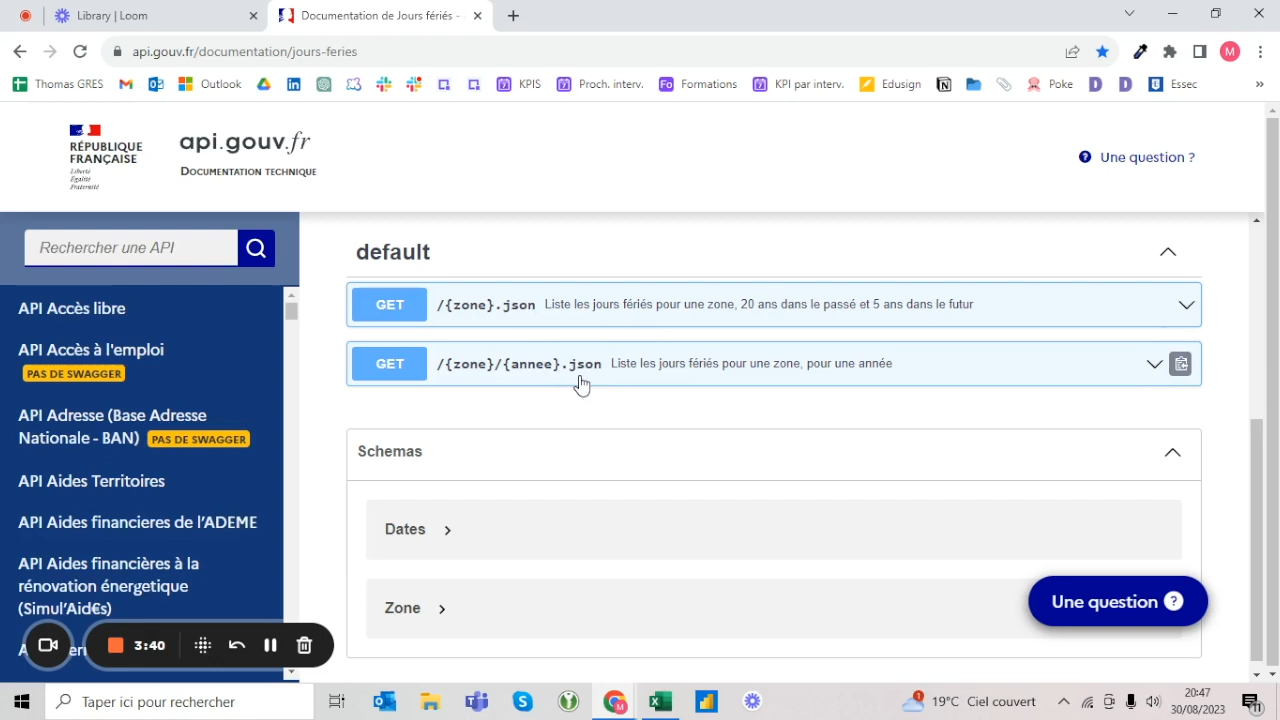 Library | Loom
Documentation de Jours fériés -
api.gouv.fr/documentation/jours-feries
M
Thomas GRES
Outlook
KPIS
Proch. interv.
Fo Formations
KPI par interv.
Edusign
Poke
Essec
»
RÉPUBLIQUE
FRANÇAISE
Liberté
Égalité
Fraternité
api.gouv.fr
DOCUMENTATION TECHNIQUE
Une question ?
Rechercher une API
API Accès libre
API Accès à l'emploi
PAS DE SWAGGER
API Adresse (Base Adresse
Nationale - BAN) PAS DE SWAGGER
API Aides Territoires
API Aides financieres de l'ADEME
API Aides financières à la
rénovation énergetique
(Simul'Aid€s)
default
GET /{zone}.json Liste les jours fériés pour une zone, 20 ans dans le passé et 5 ans dans le futur
GET /{zone}/{annee}.json Liste les jours fériés pour une zone, pour une année
Schemas
Dates
Zone
Une question ?
3:40
Taper ici pour rechercher
1
19°C Ciel couvert
20:47
30/08/2023
11